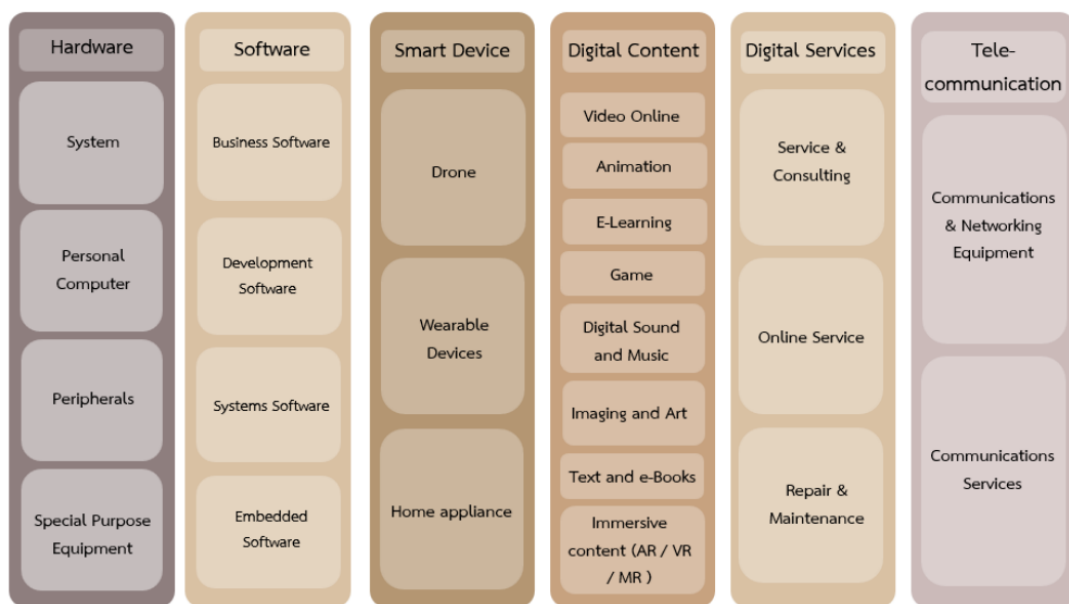 Hardware
System
Personal
Computer
Peripherals
Special Purpose
Equipment
Software
Business Software
Development
Software
Systems Software
Embedded
Software
Smart Device
Drone
Wearable
Devices
Home appliance
Digital Content
Video Online
Animation
E-Learning
Game
Digital Sound
and Music
Imaging and Art
Text and e-Books
Immersive
content (AR / VR
/ MR )
Digital Services
Service &
Consulting
Online Service
Repair &
Maintenance
Tele-
communication
Communications
& Networking
Equipment
Communications
Services